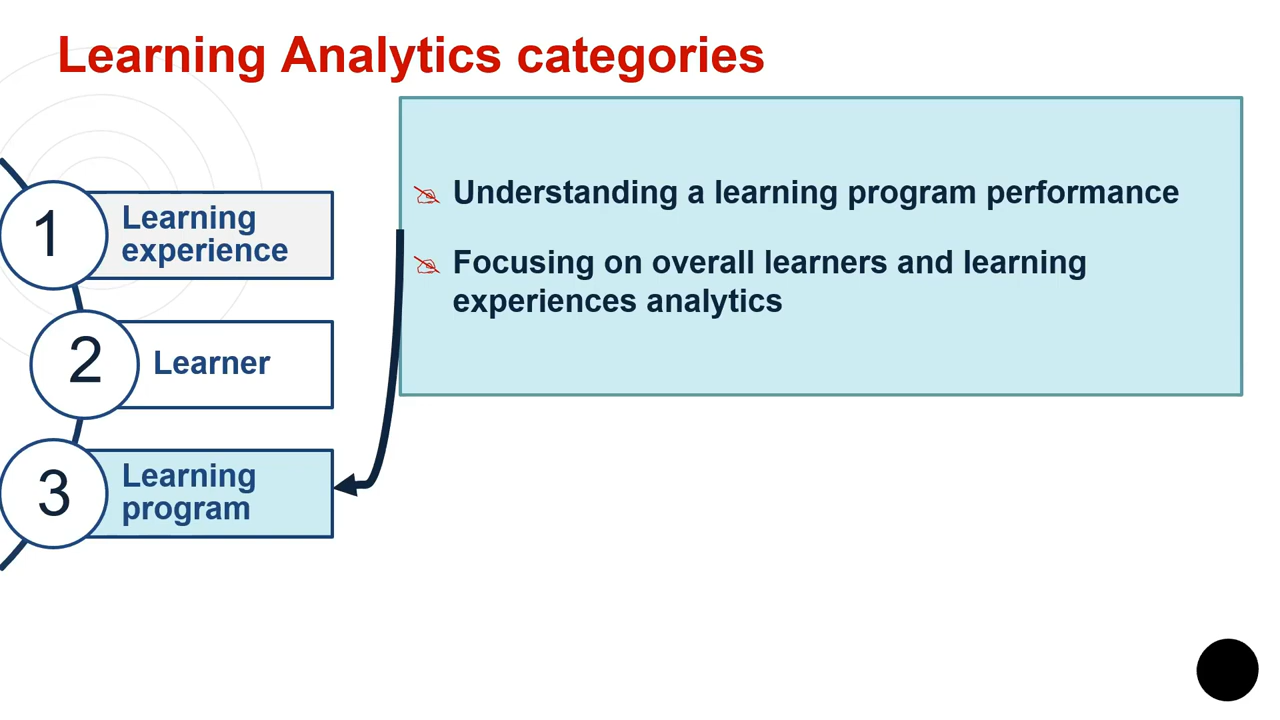 Learning Analytics categories
1
Learning
experience
2
Learner
3
Learning
program
Understanding a learning program performance
Focusing on overall learners and learning
experiences analytics